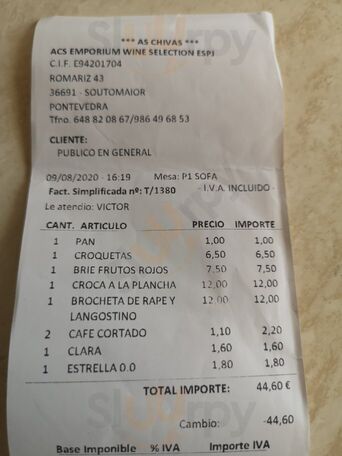 *** AS CHIVAS ***
ACS EMPORIUM WINE SELECTION ESPJ
C.I.F. E94201704
ROMARIZ 43
36691 - SOUTOMAIOR
PONTEVEDRA
Tfno. 648 82 08 67/986 49 68 53
CLIENTE:
PUBLICO EN GENERAL
09/08/2020 - 16:19 Mesa: P1 SOFA
Fact. Simplificada nº: T/1380 - I.V.A. INCLUIDO -
Le atendio: VICTOR
CANT. ARTICULO PRECIO IMPORTE
1 PAN 1,00 1,00
1 CROQUETAS 6,50 6,50
1 BRIE FRUTOS ROJOS 7,50 7,50
1 CROCA A LA PLANCHA 12,00 12,00
1 BROCHETA DE RAPE Y 12,00 12,00
LANGOSTINO
2 CAFE CORTADO 1,10 2,20
1 CLARA 1,60 1,60
1 ESTRELLA 0.0 1,80 1,80
TOTAL IMPORTE: 44,60 €
Cambio: -44,60
Base Imponible % IVA Importe IVA